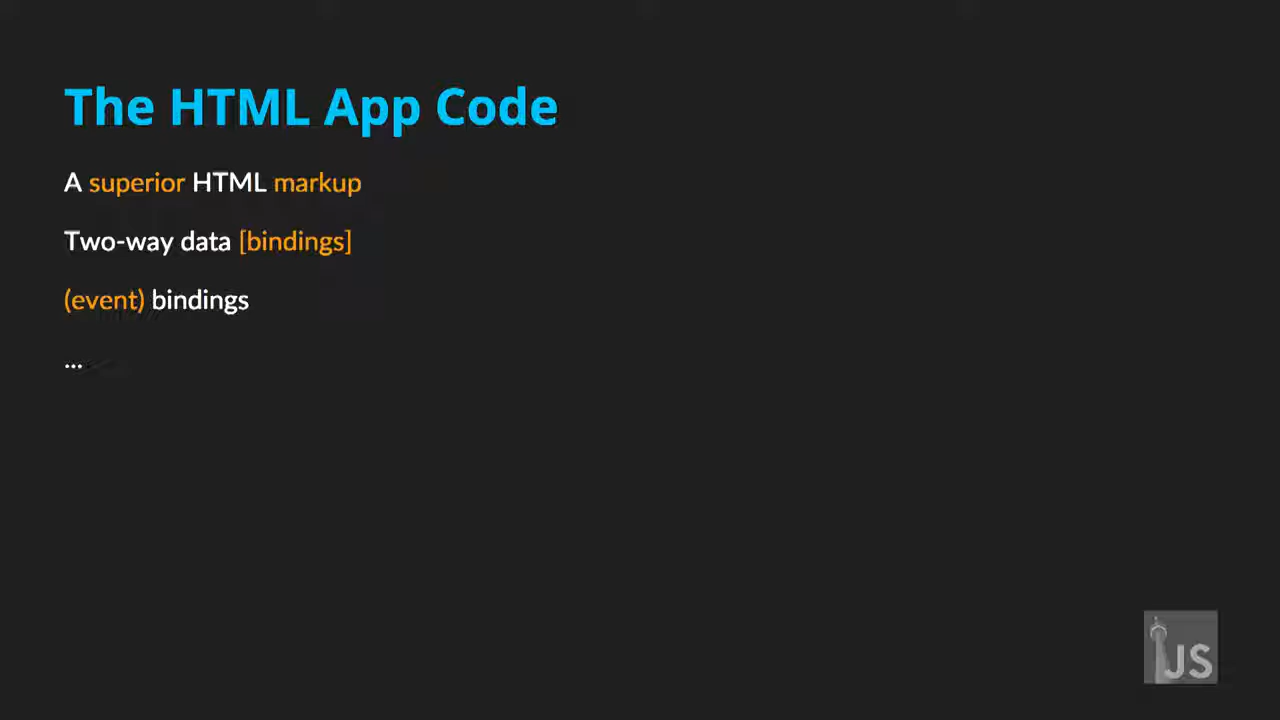 The HTML App Code
A superior HTML markup
Two-way data [bindings]
(event) bindings
...
JS